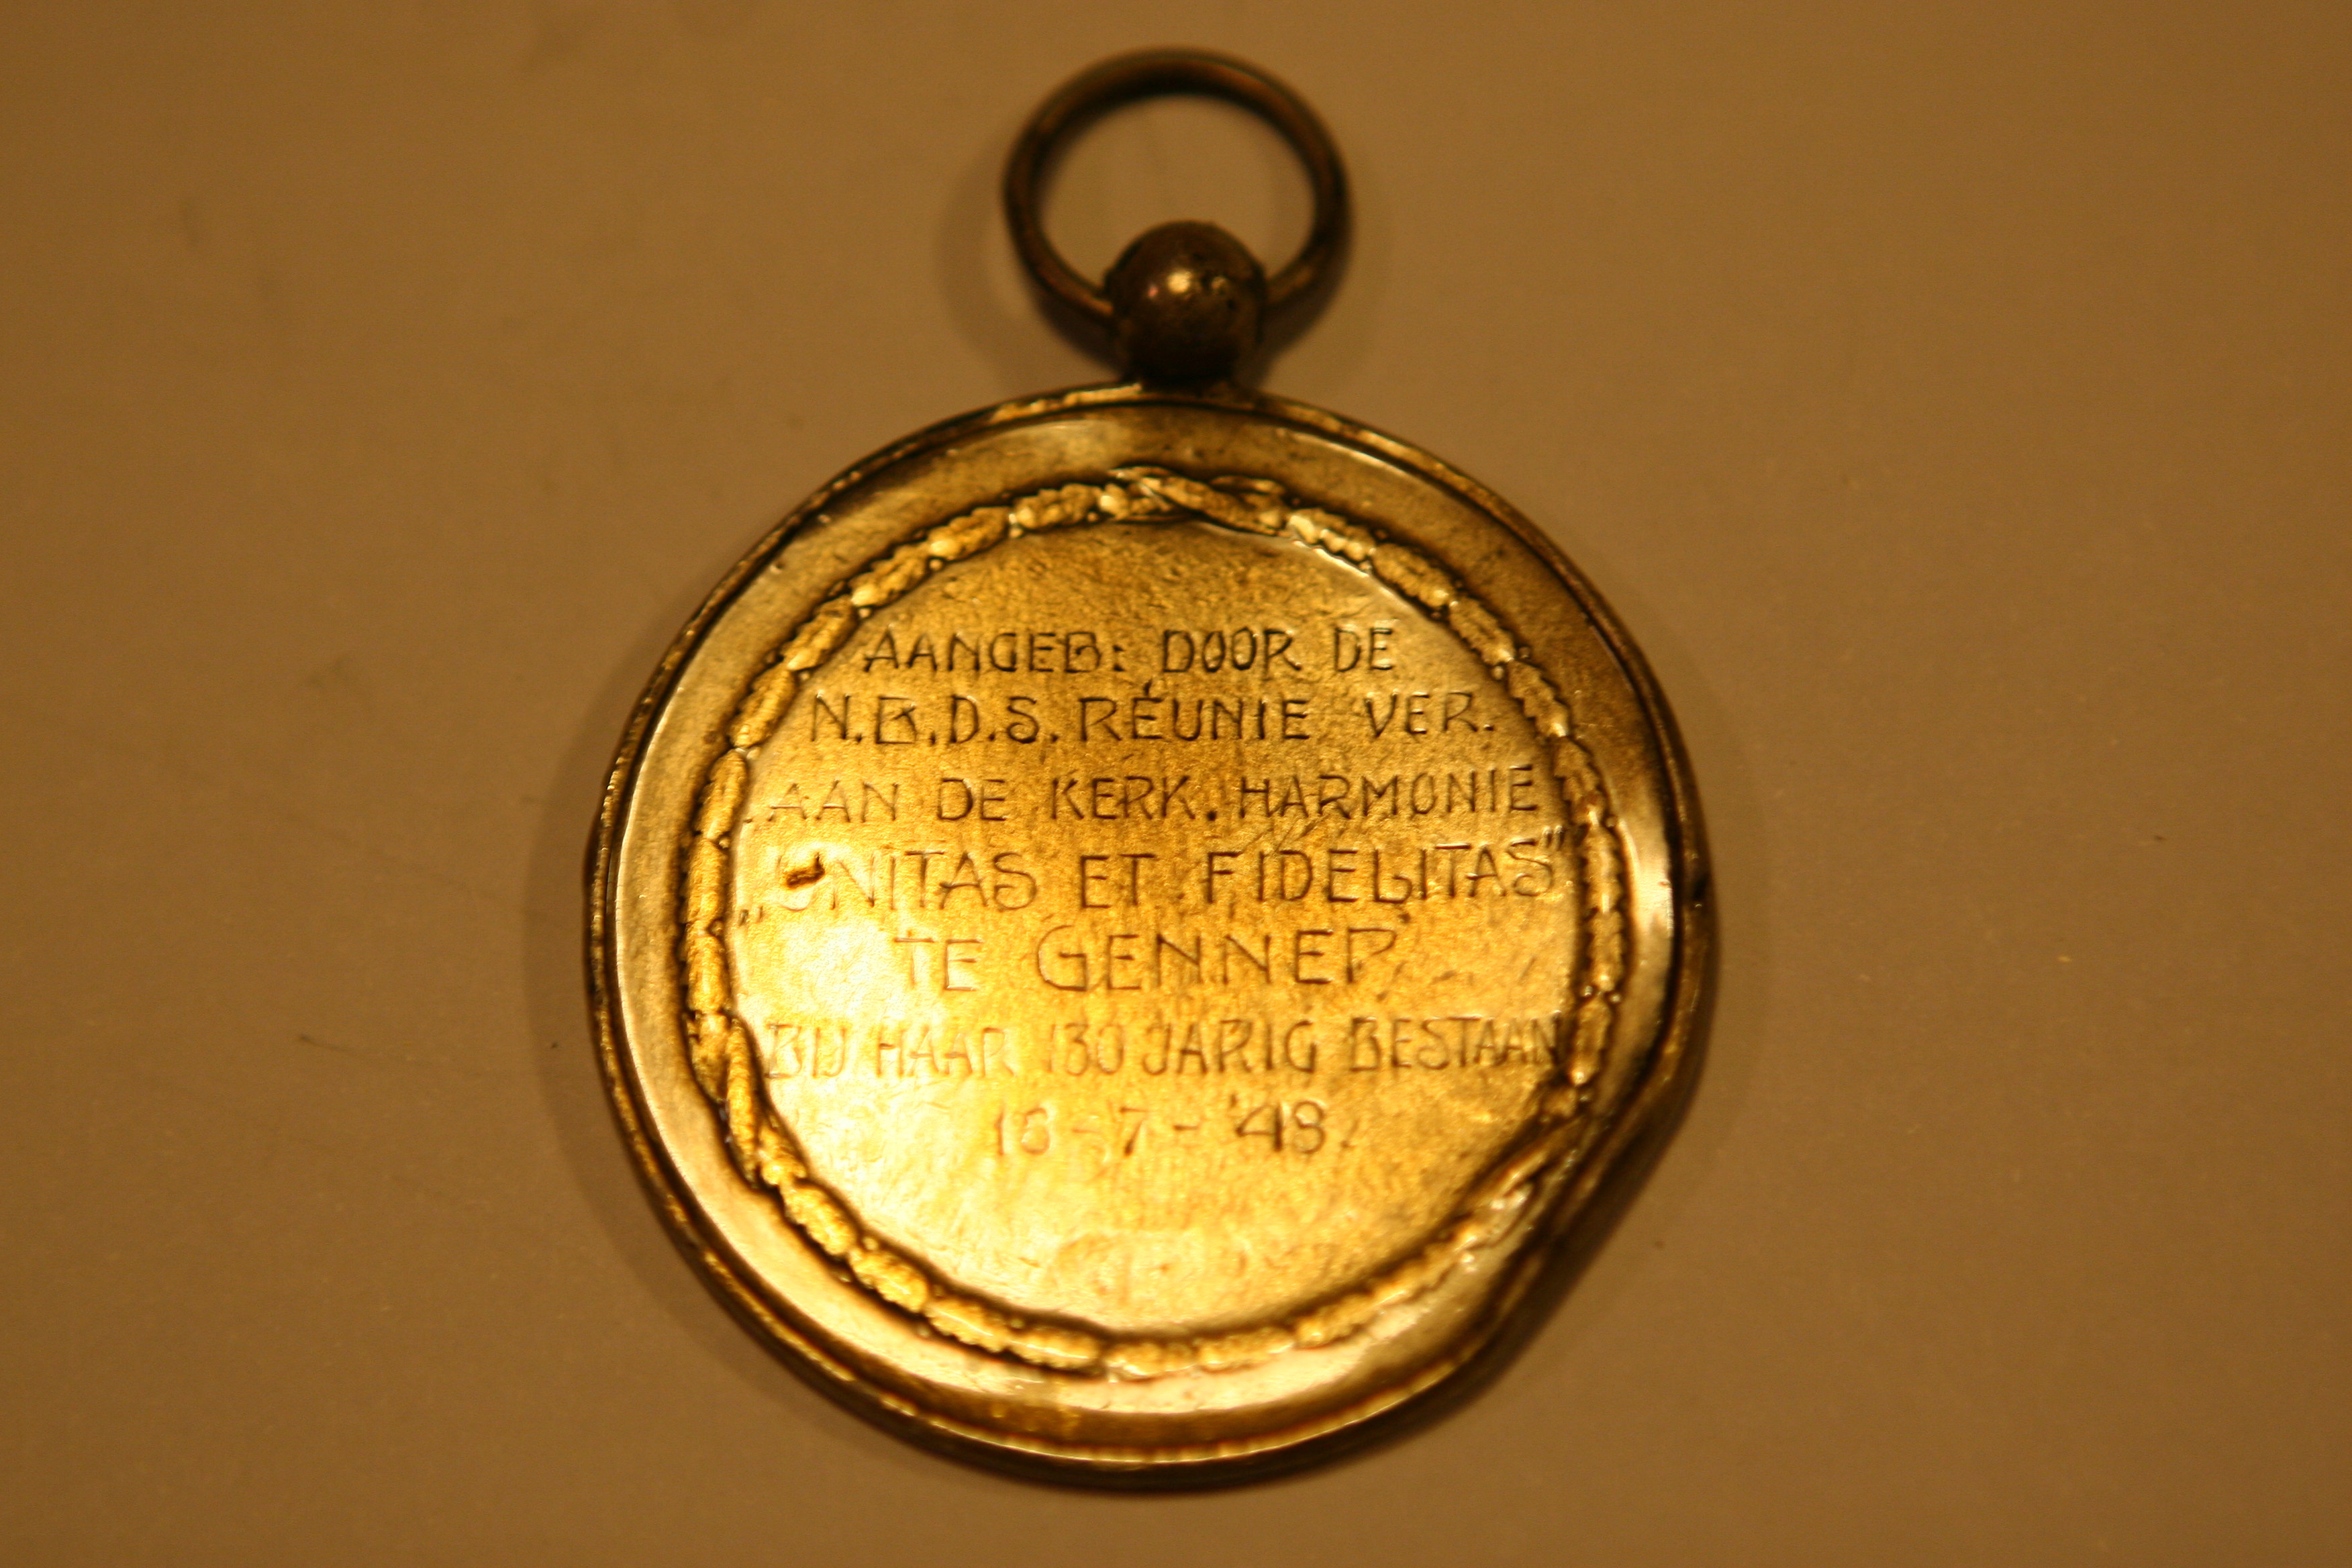 AANGEB: DOOR DE
N.B.D.S. RÉUNIE VER.
AAN DE KERK. HARMONIE
„UNITAS ET FIDELITAS”
TE GENNEP
BIJ HAAR 130 JARIG BESTAAN
18-7-'48.